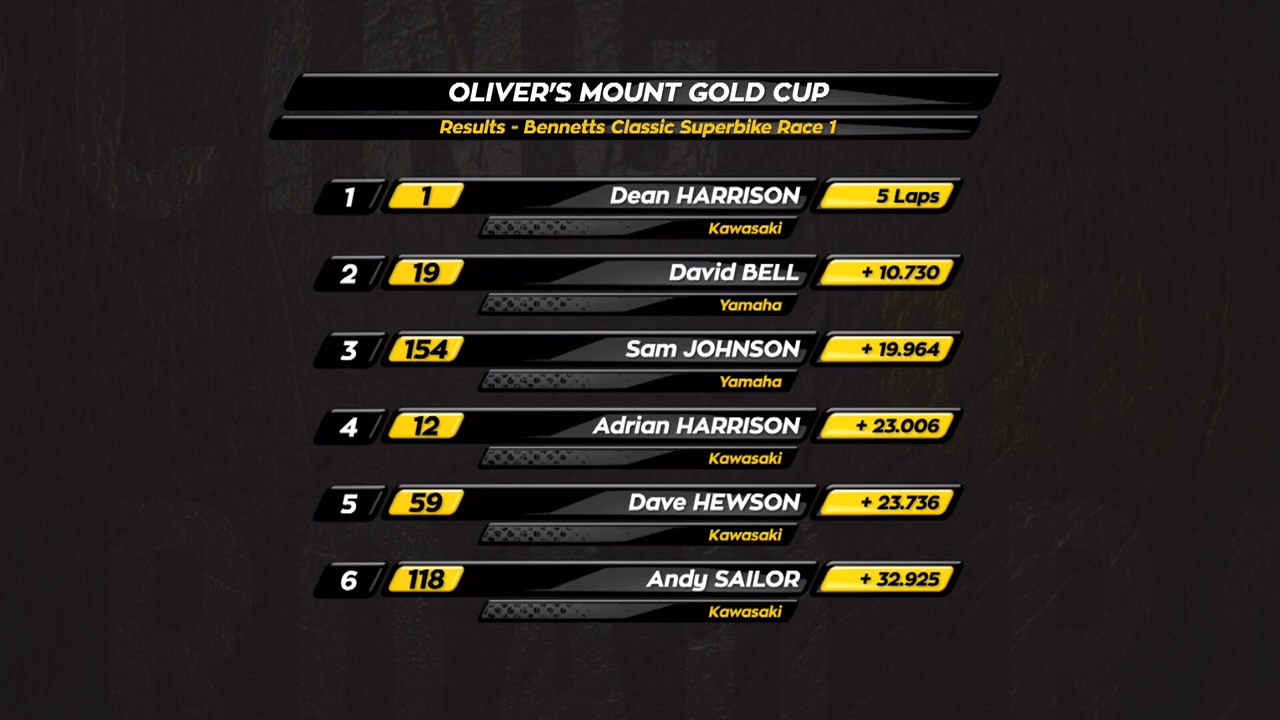 OLIVER'S MOUNT GOLD CUP
Results - Bennetts Classic Superbike Race 1
1 1 Dean HARRISON 5 Laps
Kawasaki
2 19 David BELL + 10.730
Yamaha
3 154 Sam JOHNSON + 19.964
Yamaha
4 12 Adrian HARRISON + 23.006
Kawasaki
5 59 Dave HEWSON + 23.736
Kawasaki
6 118 Andy SAILOR + 32.925
Kawasaki